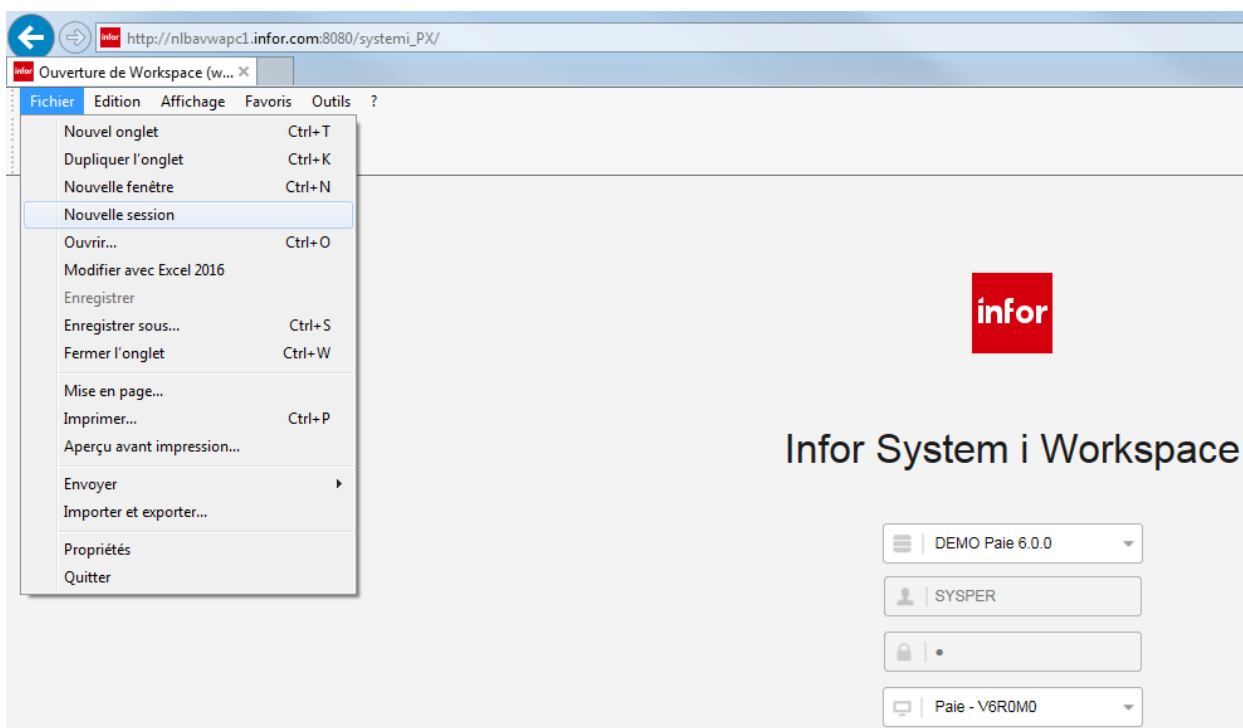 infor http://nlbavwapc1.infor.com:8080/systemi_PX/
infor Ouverture de Workspace (w... ×
Fichier Edition Affichage Favoris Outils ?
Nouvel onglet Ctrl+T
Dupliquer l'onglet Ctrl+K
Nouvelle fenêtre Ctrl+N
Nouvelle session
Ouvrir... Ctrl+O
Modifier avec Excel 2016
Enregistrer
Enregistrer sous... Ctrl+S
Fermer l'onglet Ctrl+W
Mise en page...
Imprimer... Ctrl+P
Aperçu avant impression...
Envoyer
Importer et exporter...
Propriétés
Quitter
infor
Infor System i Workspace
DEMO Paie 6.0.0
SYSPER
•
Paie - V6R0M0